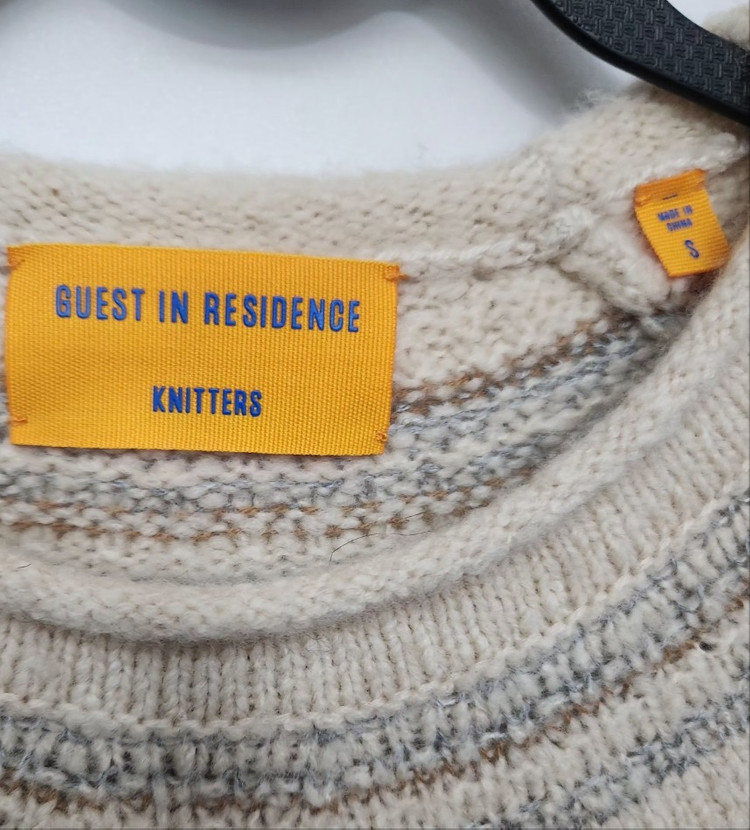 GUEST IN RESIDENCE
KNITTERS
MADE IN
CHINA
S